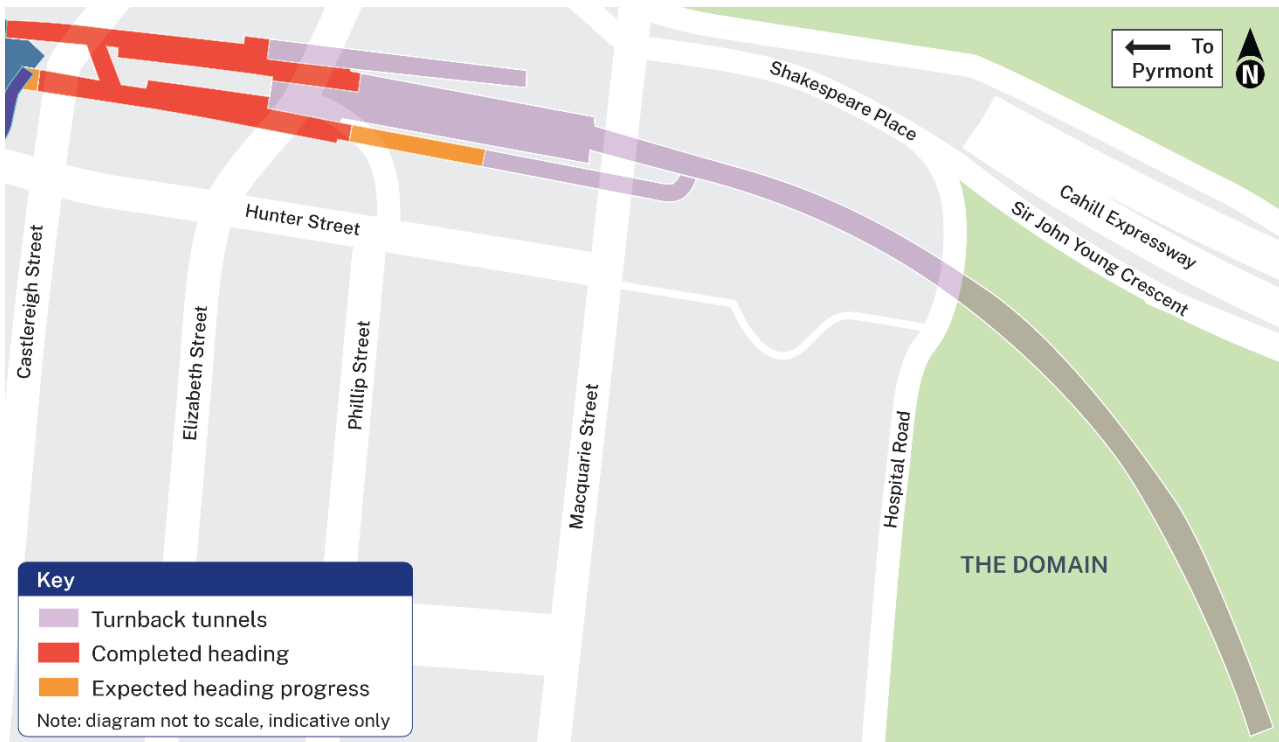 To
Pyrmont
N
Shakespeare Place
Cahill Expressway
Sir John Young Crescent
Hunter Street
Castlereigh Street
Elizabeth Street
Phillip Street
Macquarie Street
Hospital Road
THE DOMAIN
Key
Turnback tunnels
Completed heading
Expected heading progress
Note: diagram not to scale, indicative only